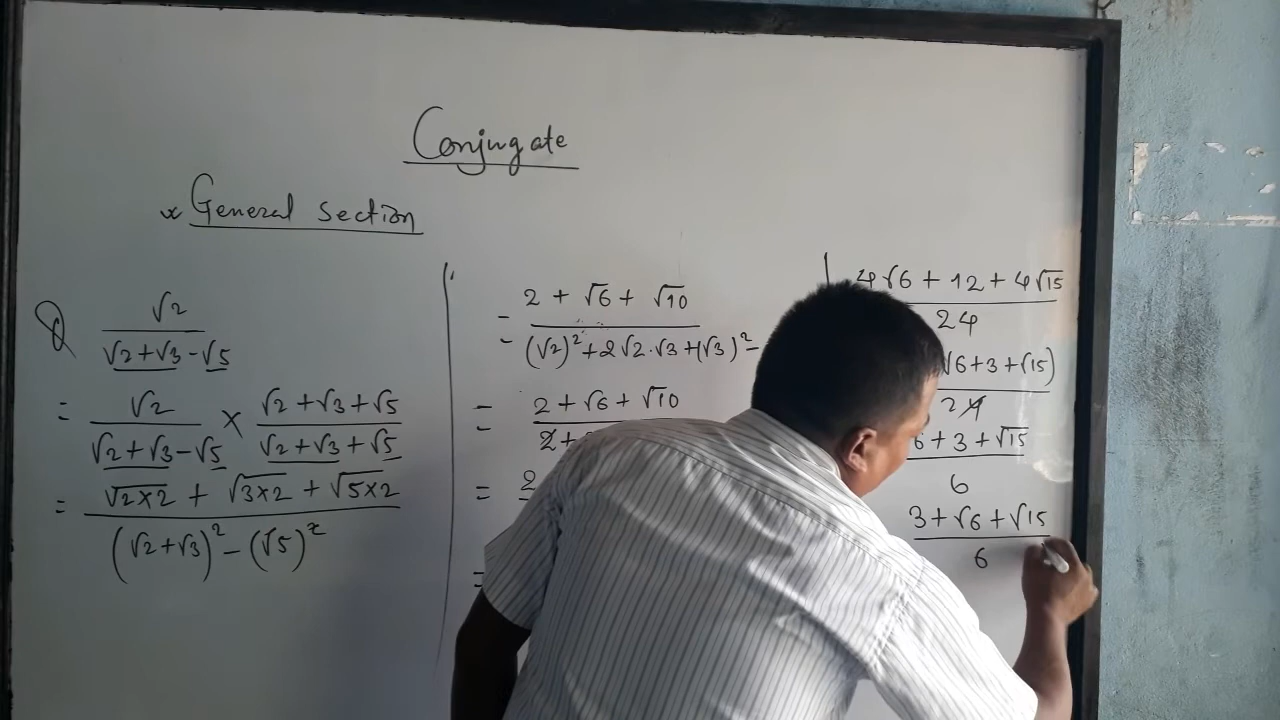 Conjugate
× General section
Q √2 / (√2+√3-√5)
= √2 / (√2+√3-√5) × (√2+√3+√5) / (√2+√3+√5)
= (√2×2 + √3×2 + √5×2) / ((√2+√3)² - (√5)²)
= (2 + √6 + √10) / ((√2)²+2√2.√3+(√3)² -
= 2+√6+√10 / 2+
= 2
=
4√6 + 12 + 4√15 / 24
√6+3+√15) / 24
6+3+√15 / 6
3+√6+√15 / 6